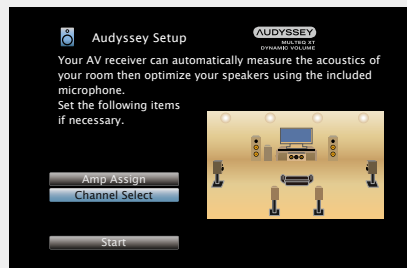 Audyssey Setup
AUDYSSEY
MULTEQ XT
DYNAMIC VOLUME
Your AV receiver can automatically measure the acoustics of
your room then optimize your speakers using the included
microphone.
Set the following items
if necessary.
Amp Assign
Channel Select
Start